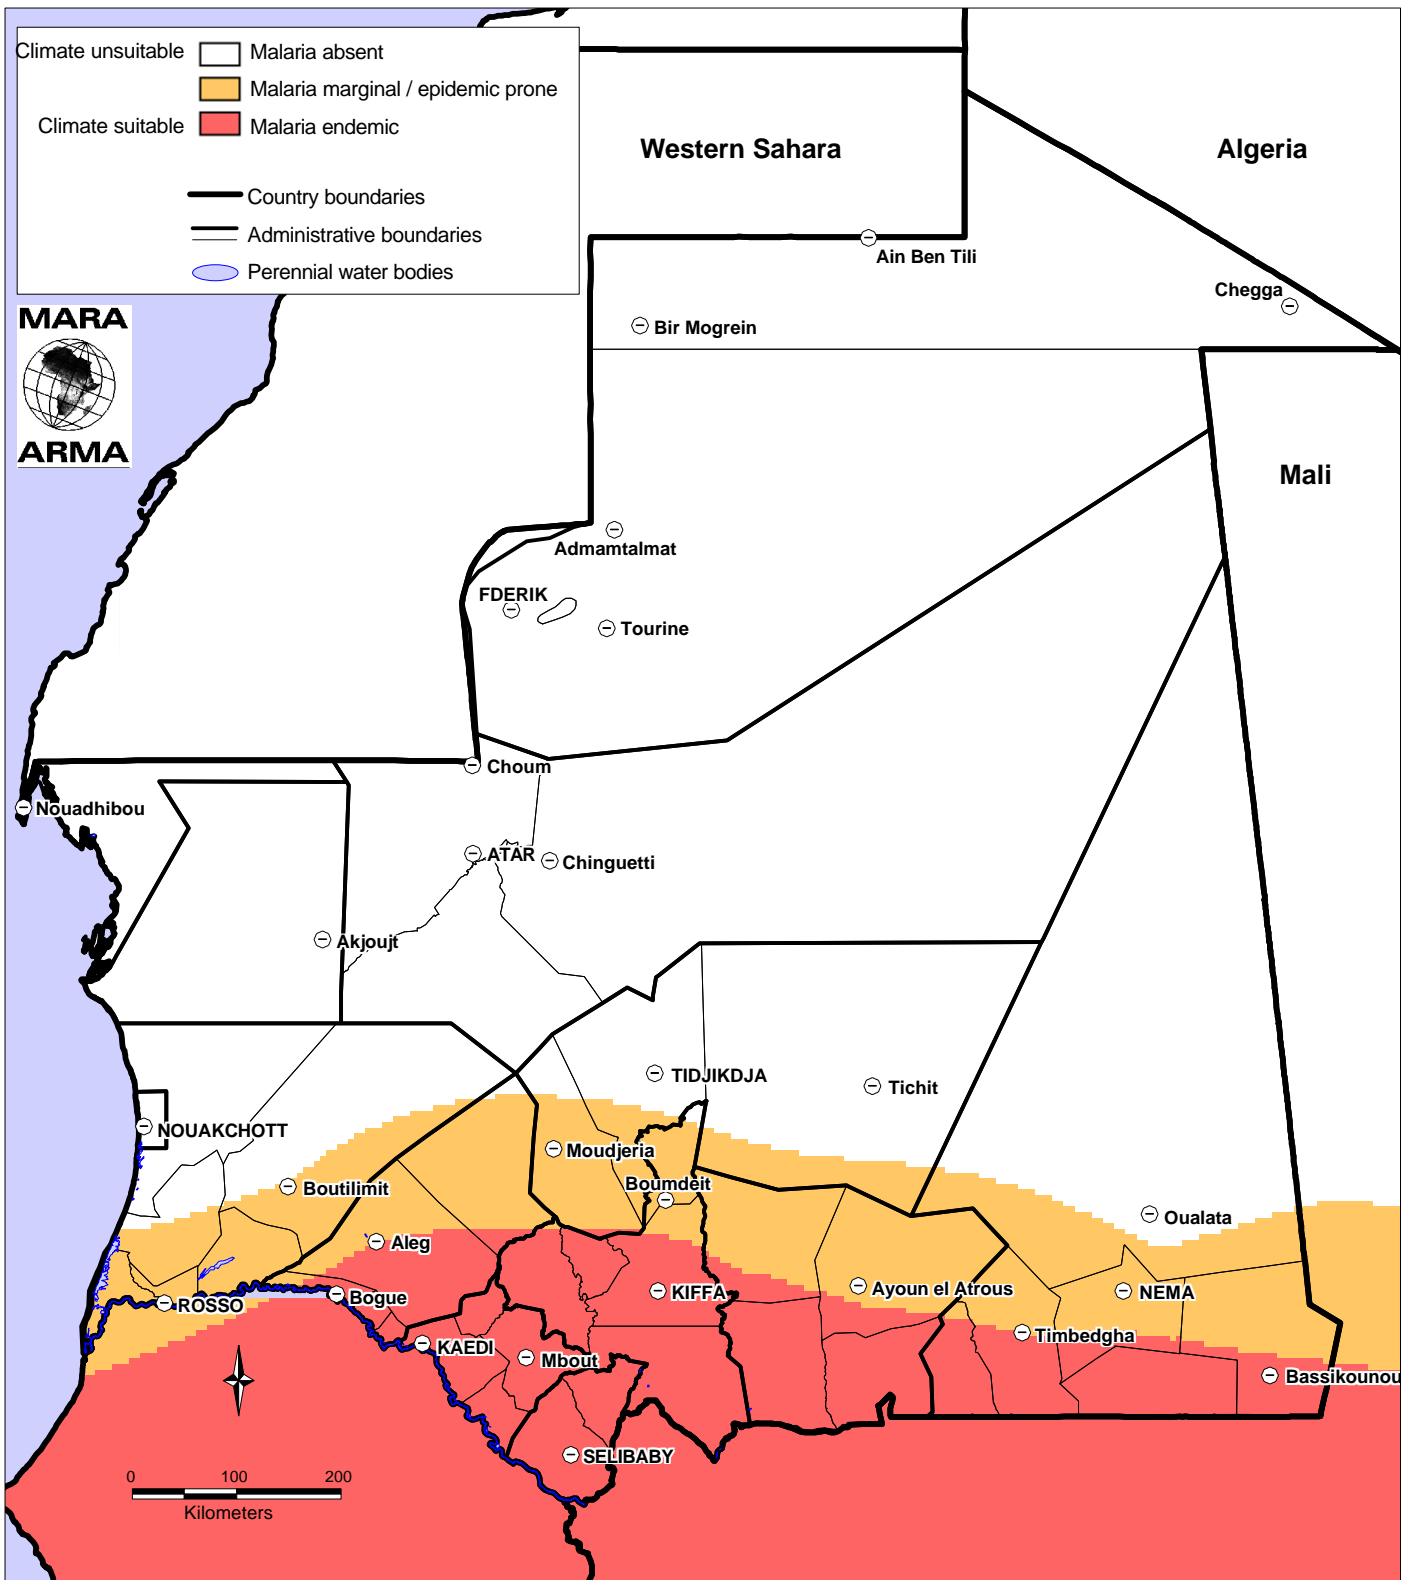 Climate unsuitable
Malaria absent
Malaria marginal / epidemic prone
Climate suitable
Malaria endemic
Country boundaries
Administrative boundaries
Perennial water bodies
MARA
ARMA
Western Sahara
Algeria
Ain Ben Tili
Chegga
Bir Mogrein
Mali
Admamtalmat
FDERIK
Tourine
Choum
Nouadhibou
ATAR
Chinguetti
Akjoujt
TIDJIKDJA
Tichit
NOUAKCHOTT
Moudjeria
Boutilimit
Boumdeit
Oualata
Aleg
Ayoun el Atrous
KIFFA
NEMA
Bogue
ROSSO
Timbedgha
KAEDI
Mbout
Bassikounou
SELIBABY
0 100 200
Kilometers